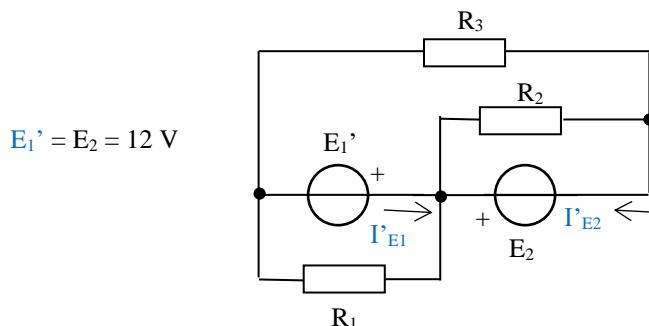 R₃
R₂
E₁’ = E₂ = 12 V
E₁’
+
+
I’E1
I’E2
E₂
R₁